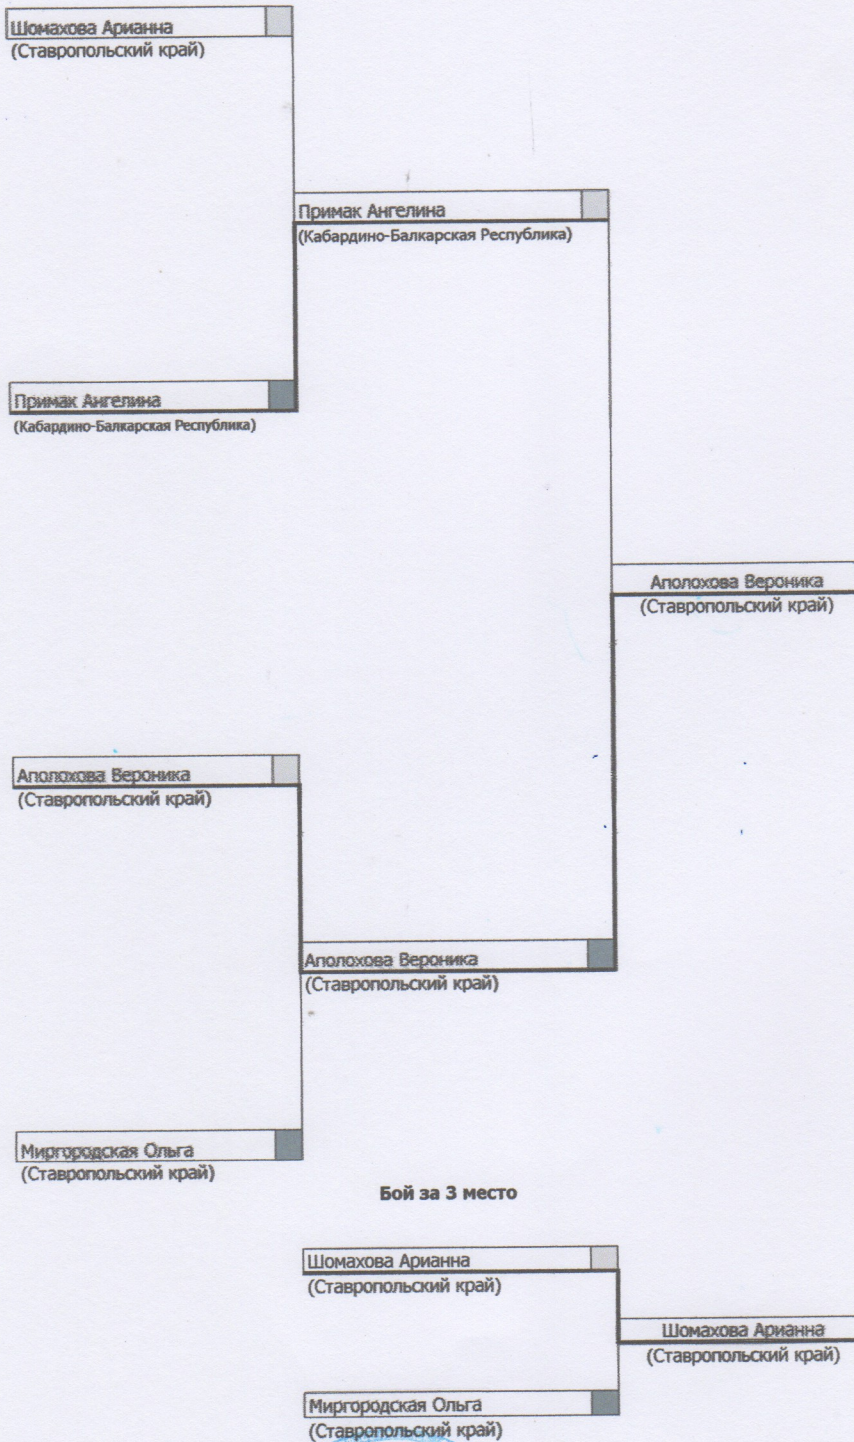 Шомахова Арианна
(Ставропольский край)
Примак Ангелина
(Кабардино-Балкарская Республика)
Примак Ангелина
(Кабардино-Балкарская Республика)
Аполохова Вероника
(Ставропольский край)
Аполохова Вероника
(Ставропольский край)
Аполохова Вероника
(Ставропольский край)
Миргородская Ольга
(Ставропольский край)
Бой за 3 место
Шомахова Арианна
(Ставропольский край)
Шомахова Арианна
(Ставропольский край)
Миргородская Ольга
(Ставропольский край)